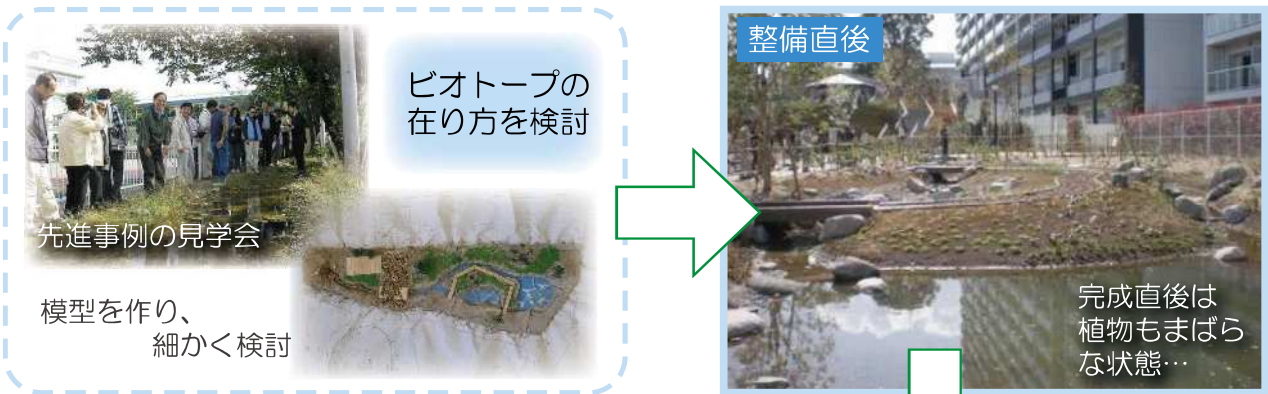 ビオトープの
在り方を検討
先進事例の見学会
模型を作り、
細かく検討
整備直後
完成直後は
植物もまばら
な状態…